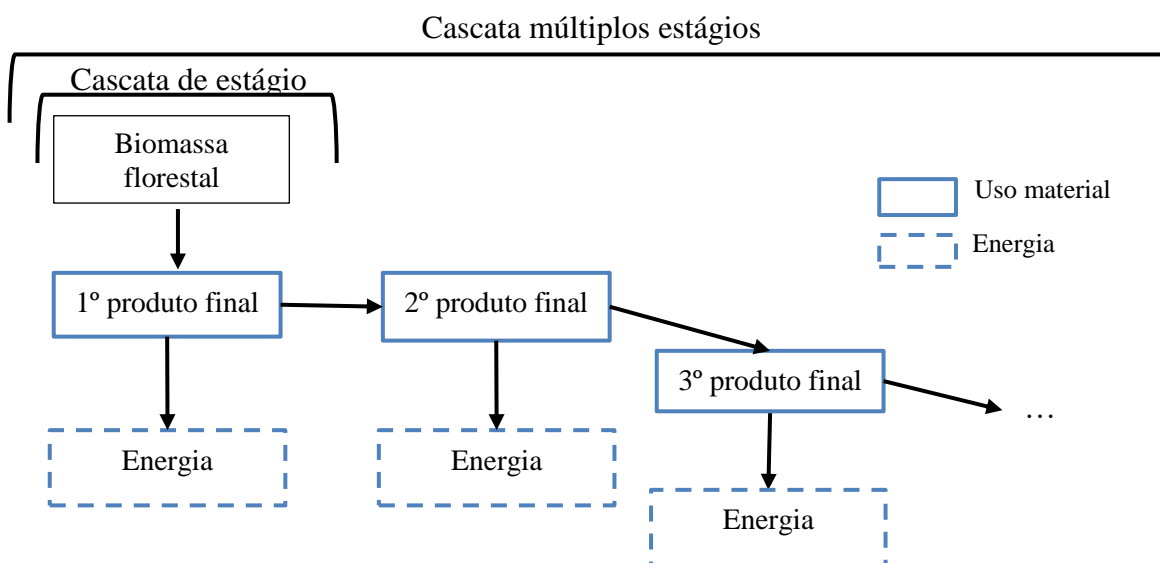 Cascata múltiplos estágios
Cascata de estágio
Biomassa
florestal
Uso material
Energia
1º produto final
2º produto final
3º produto final
…
Energia
Energia
Energia